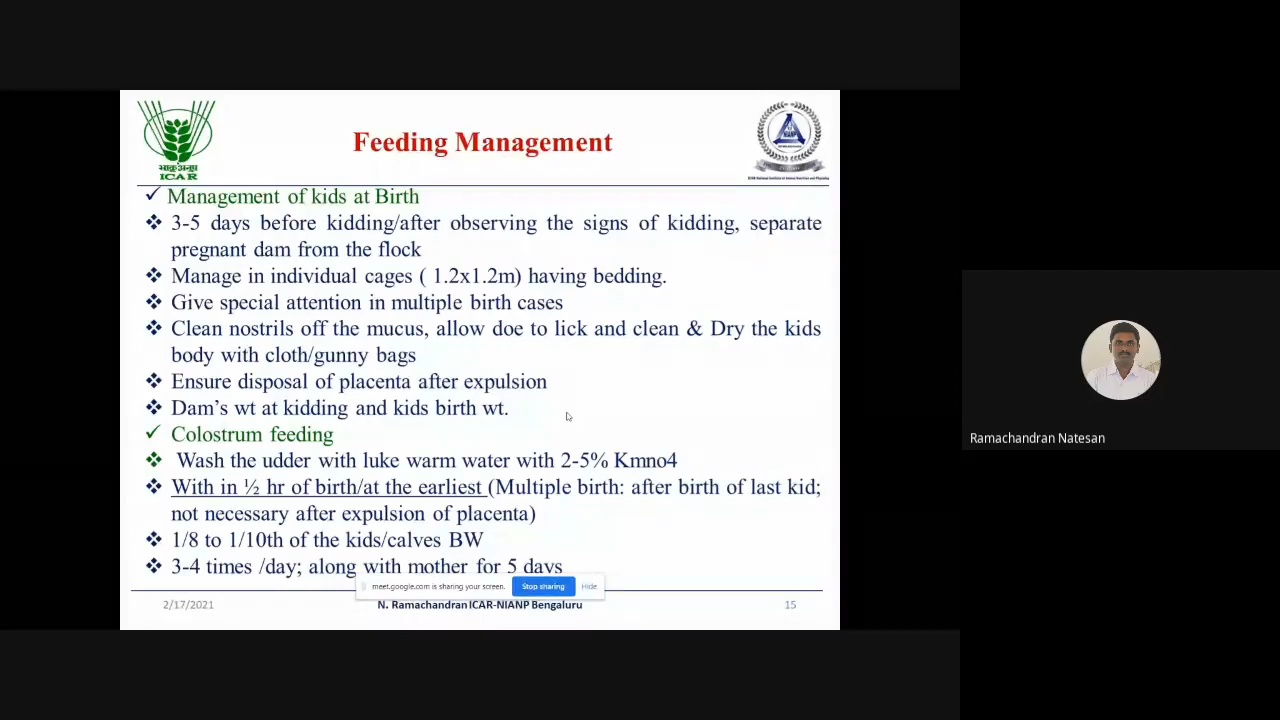 Feeding Management
भाकृअनुप
ICAR
NIANP
✓ Management of kids at Birth
❖ 3-5 days before kidding/after observing the signs of kidding, separate
pregnant dam from the flock
❖ Manage in individual cages ( 1.2x1.2m) having bedding.
❖ Give special attention in multiple birth cases
❖ Clean nostrils off the mucus, allow doe to lick and clean & Dry the kids
body with cloth/gunny bags
❖ Ensure disposal of placenta after expulsion
❖ Dam's wt at kidding and kids birth wt.
✓ Colostrum feeding
❖ Wash the udder with luke warm water with 2-5% Kmno4
❖ With in ½ hr of birth/at the earliest (Multiple birth: after birth of last kid;
not necessary after expulsion of placenta)
❖ 1/8 to 1/10th of the kids/calves BW
❖ 3-4 times /day; along with mother for 5 days
meet.google.com is sharing your screen. Stop sharing Hide
2/17/2021 N. Ramachandran ICAR-NIANP Bengaluru 15
Ramachandran Natesan